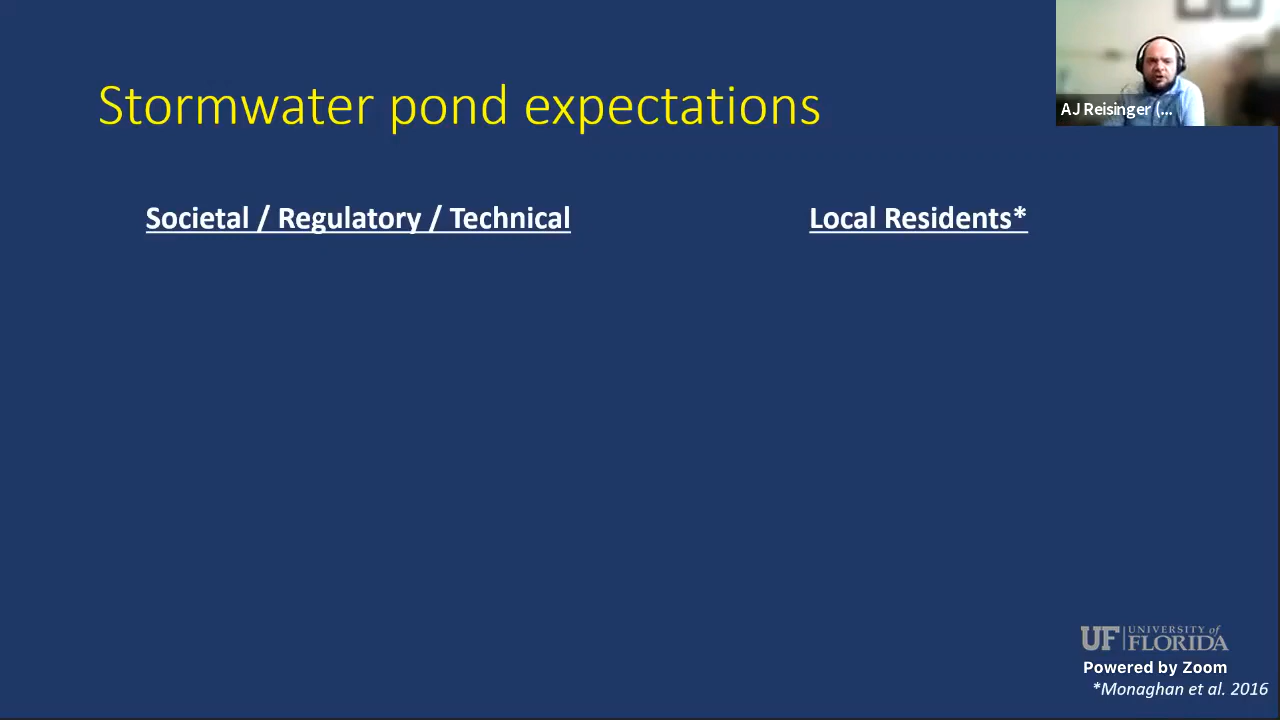 Stormwater pond expectations
AJ Reisinger (...
Societal / Regulatory / Technical
Local Residents*
UF UNIVERSITY of
FLORIDA
Powered by Zoom
*Monaghan et al. 2016